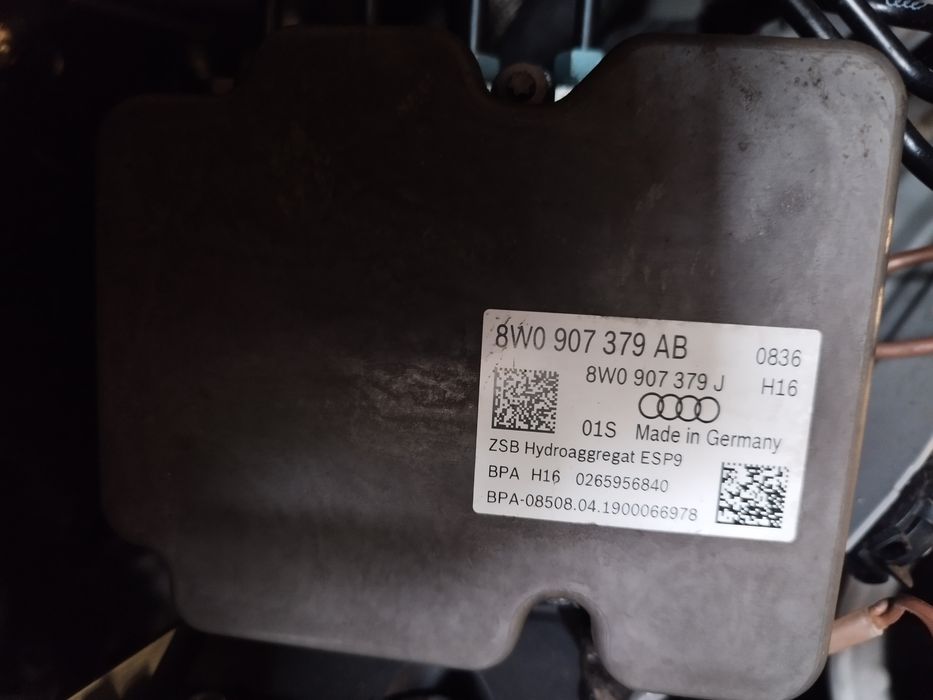 8W0 907 379 AB 0836
8W0 907 379 J H16
01S Made in Germany
ZSB Hydroaggregat ESP9
BPA H16 0265956840
BPA-08508.04.1900066978